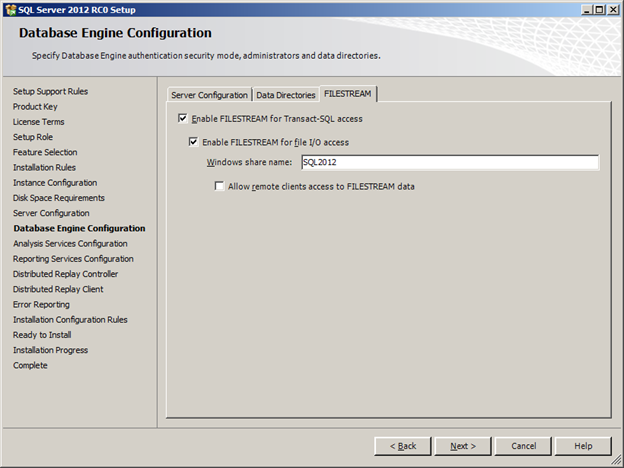 SQL Server 2012 RC0 Setup
Database Engine Configuration
Specify Database Engine authentication security mode, administrators and data directories.
Setup Support Rules
Product Key
License Terms
Setup Role
Feature Selection
Installation Rules
Instance Configuration
Disk Space Requirements
Server Configuration
Database Engine Configuration
Analysis Services Configuration
Reporting Services Configuration
Distributed Replay Controller
Distributed Replay Client
Error Reporting
Installation Configuration Rules
Ready to Install
Installation Progress
Complete
Server Configuration Data Directories FILESTREAM
Enable FILESTREAM for Transact-SQL access
Enable FILESTREAM for file I/O access
Windows share name: SQL2012
Allow remote clients access to FILESTREAM data
< Back Next > Cancel Help